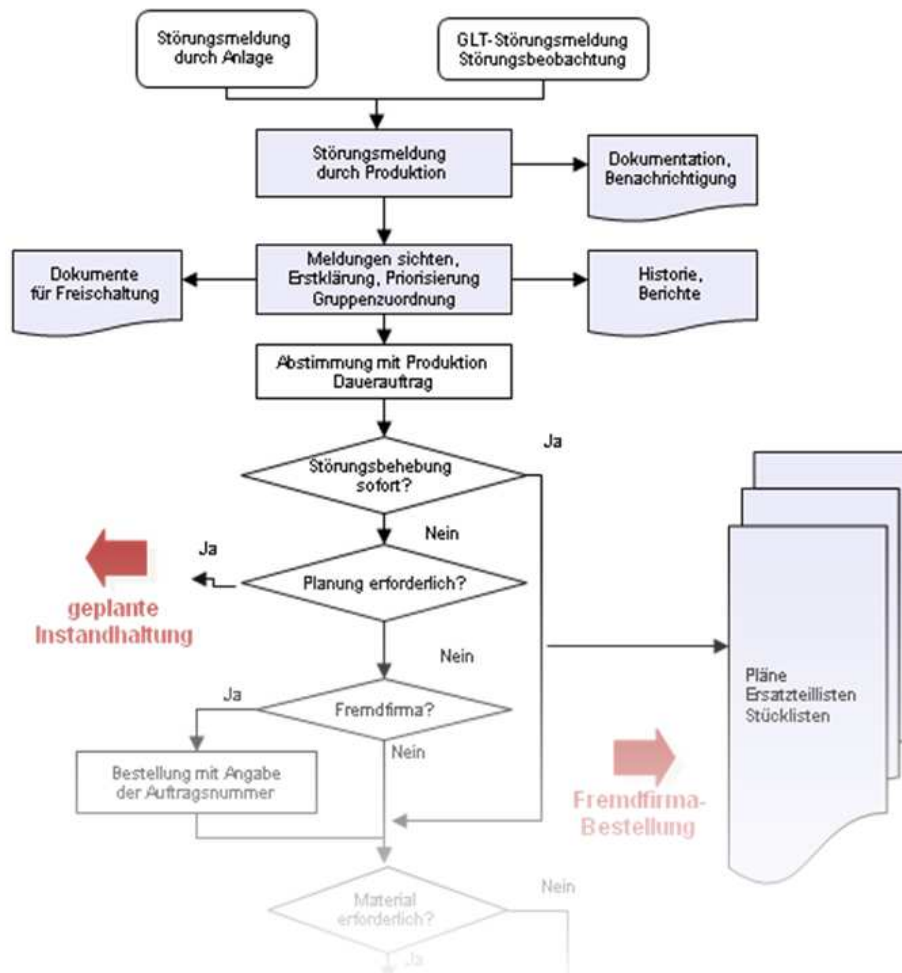 Störungsmeldung
durch Anlage
GLT-Störungsmeldung
Störungsbeobachtung
Störungsmeldung
durch Produktion
Dokumentation,
Benachrichtigung
Dokumente
für Freischaltung
Meldungen sichten,
Erstklärung, Priorisierung
Gruppenzuordnung
Historie,
Berichte
Abstimmung mit Produktion
Dauerauftrag
Störungsbehebung
sofort?
Ja
Nein
Planung erforderlich?
Ja
geplante
Instandhaltung
Nein
Pläne
Ersatzteillisten
Stücklisten
Fremdfirma?
Ja
Nein
Bestellung mit Angabe
der Auftragsnummer
Fremdfirma-
Bestellung
Material
erforderlich?
Nein
Ja